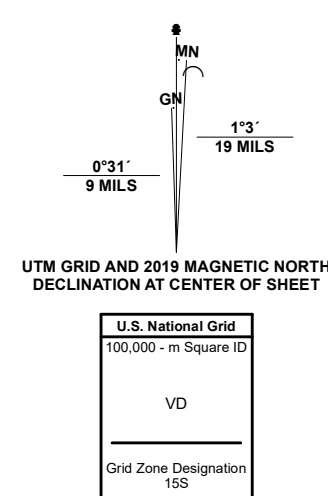 MN
GN
1°3´
19 MILS
0°31´
9 MILS
UTM GRID AND 2019 MAGNETIC NORTH
DECLINATION AT CENTER OF SHEET
U.S. National Grid
100,000 - m Square ID
VD
Grid Zone Designation
15S